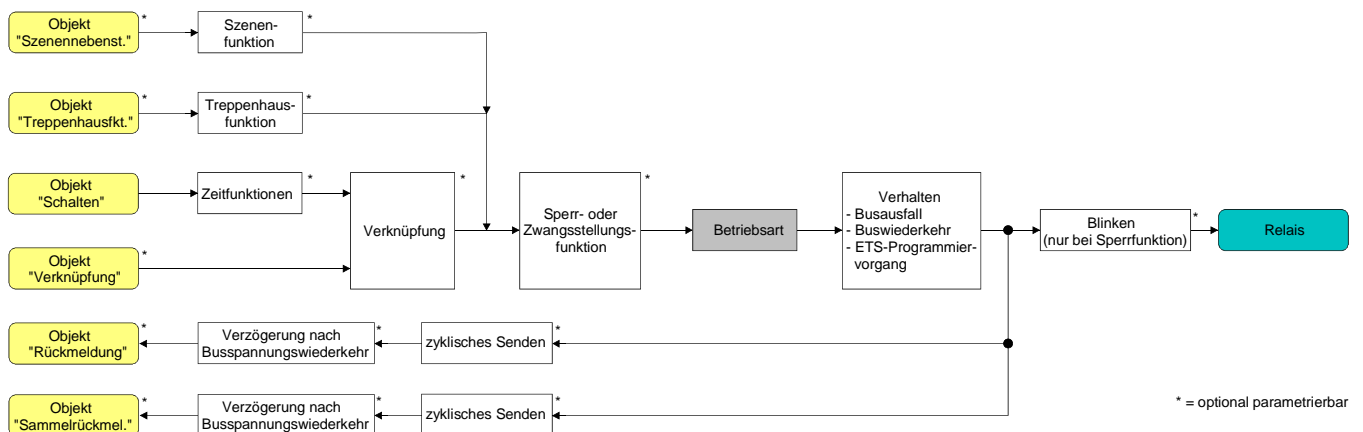 Objekt
"Szenennebenst."
*
Szenen-
funktion
*
Objekt
"Treppenhausfkt."
*
Treppenhaus-
funktion
*
Objekt
"Schalten"
Zeitfunktionen
*
Objekt
"Verknüpfung"
*
Verknüpfung
*
Sperr- oder
Zwangsstellungs-
funktion
*
Betriebsart
Verhalten
- Busausfall
- Buswiederkehr
- ETS-Programmier-
vorgang
Blinken
(nur bei Sperrfunktion)
*
Relais
Objekt
"Rückmeldung"
*
Verzögerung nach
Busspannungswiederkehr
*
zyklisches Senden
*
Objekt
"Sammelrückmel."
*
Verzögerung nach
Busspannungswiederkehr
*
zyklisches Senden
*
* = optional parametrierbar